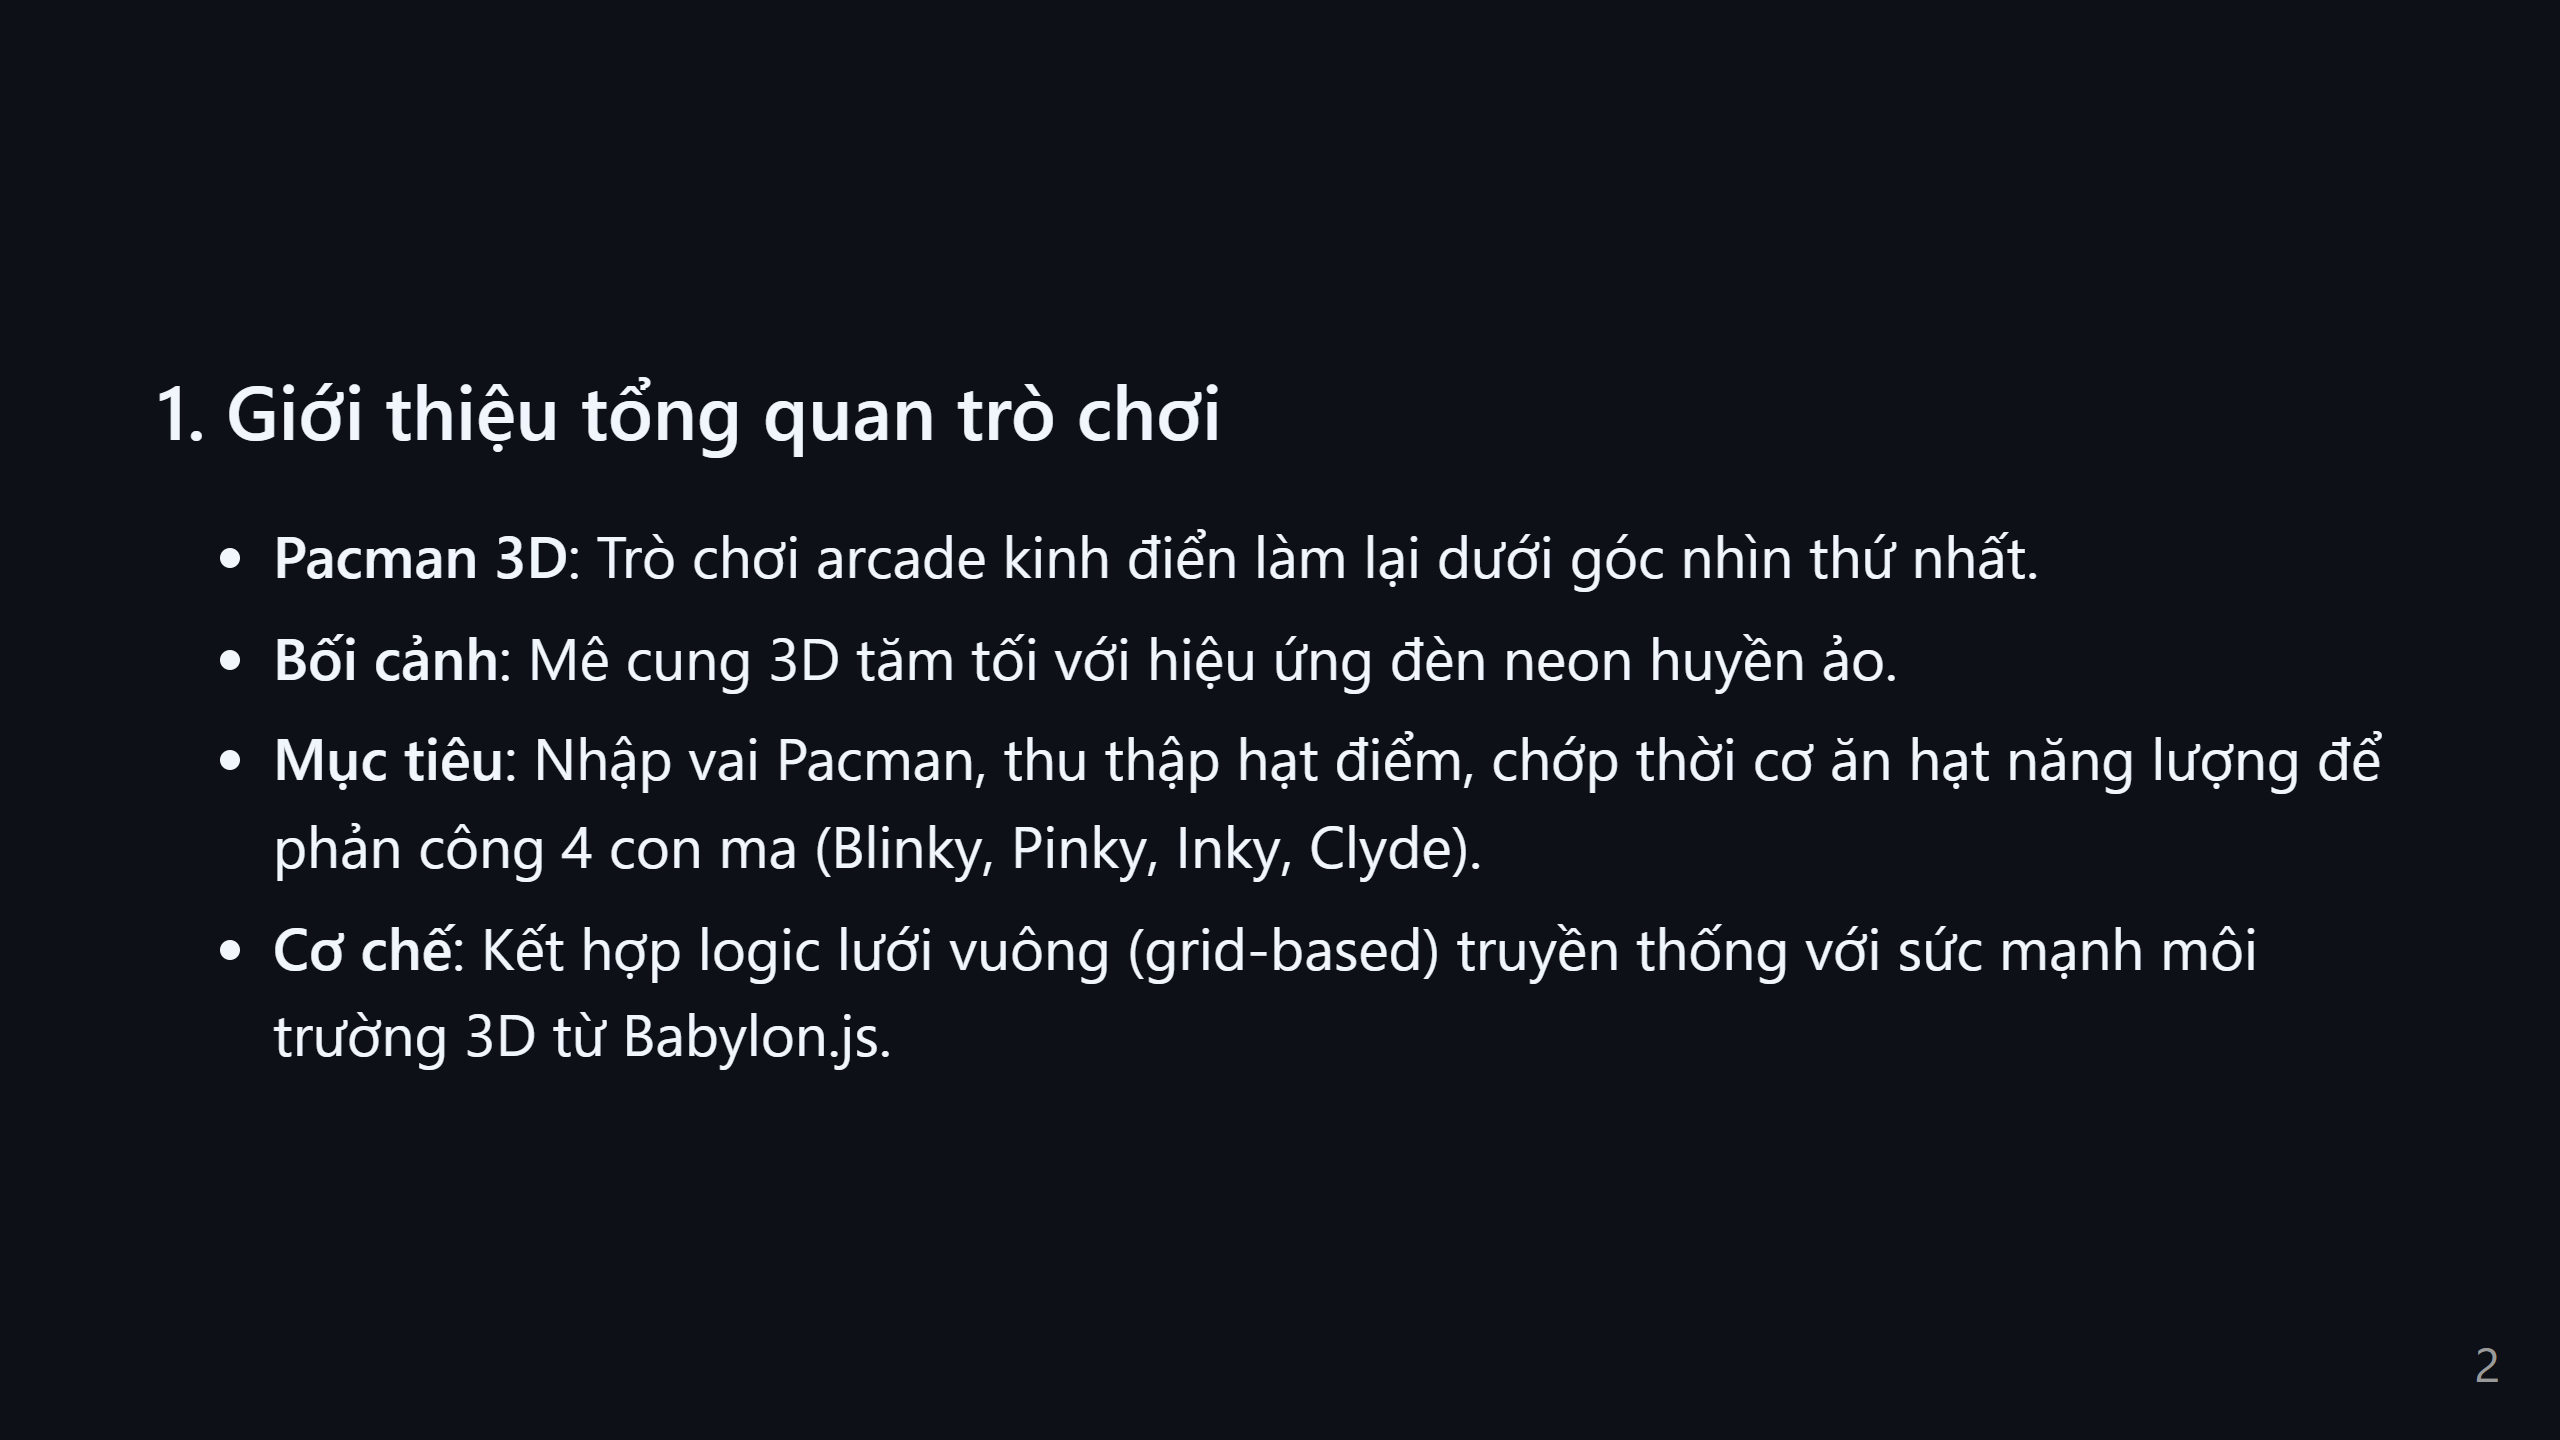 1. Giới thiệu tổng quan trò chơi
• Pacman 3D: Trò chơi arcade kinh điển làm lại dưới góc nhìn thứ nhất.
• Bối cảnh: Mê cung 3D tăm tối với hiệu ứng đèn neon huyền ảo.
• Mục tiêu: Nhập vai Pacman, thu thập hạt điểm, chớp thời cơ ăn hạt năng lượng để
phản công 4 con ma (Blinky, Pinky, Inky, Clyde).
• Cơ chế: Kết hợp logic lưới vuông (grid-based) truyền thống với sức mạnh môi
trường 3D từ Babylon.js.
2